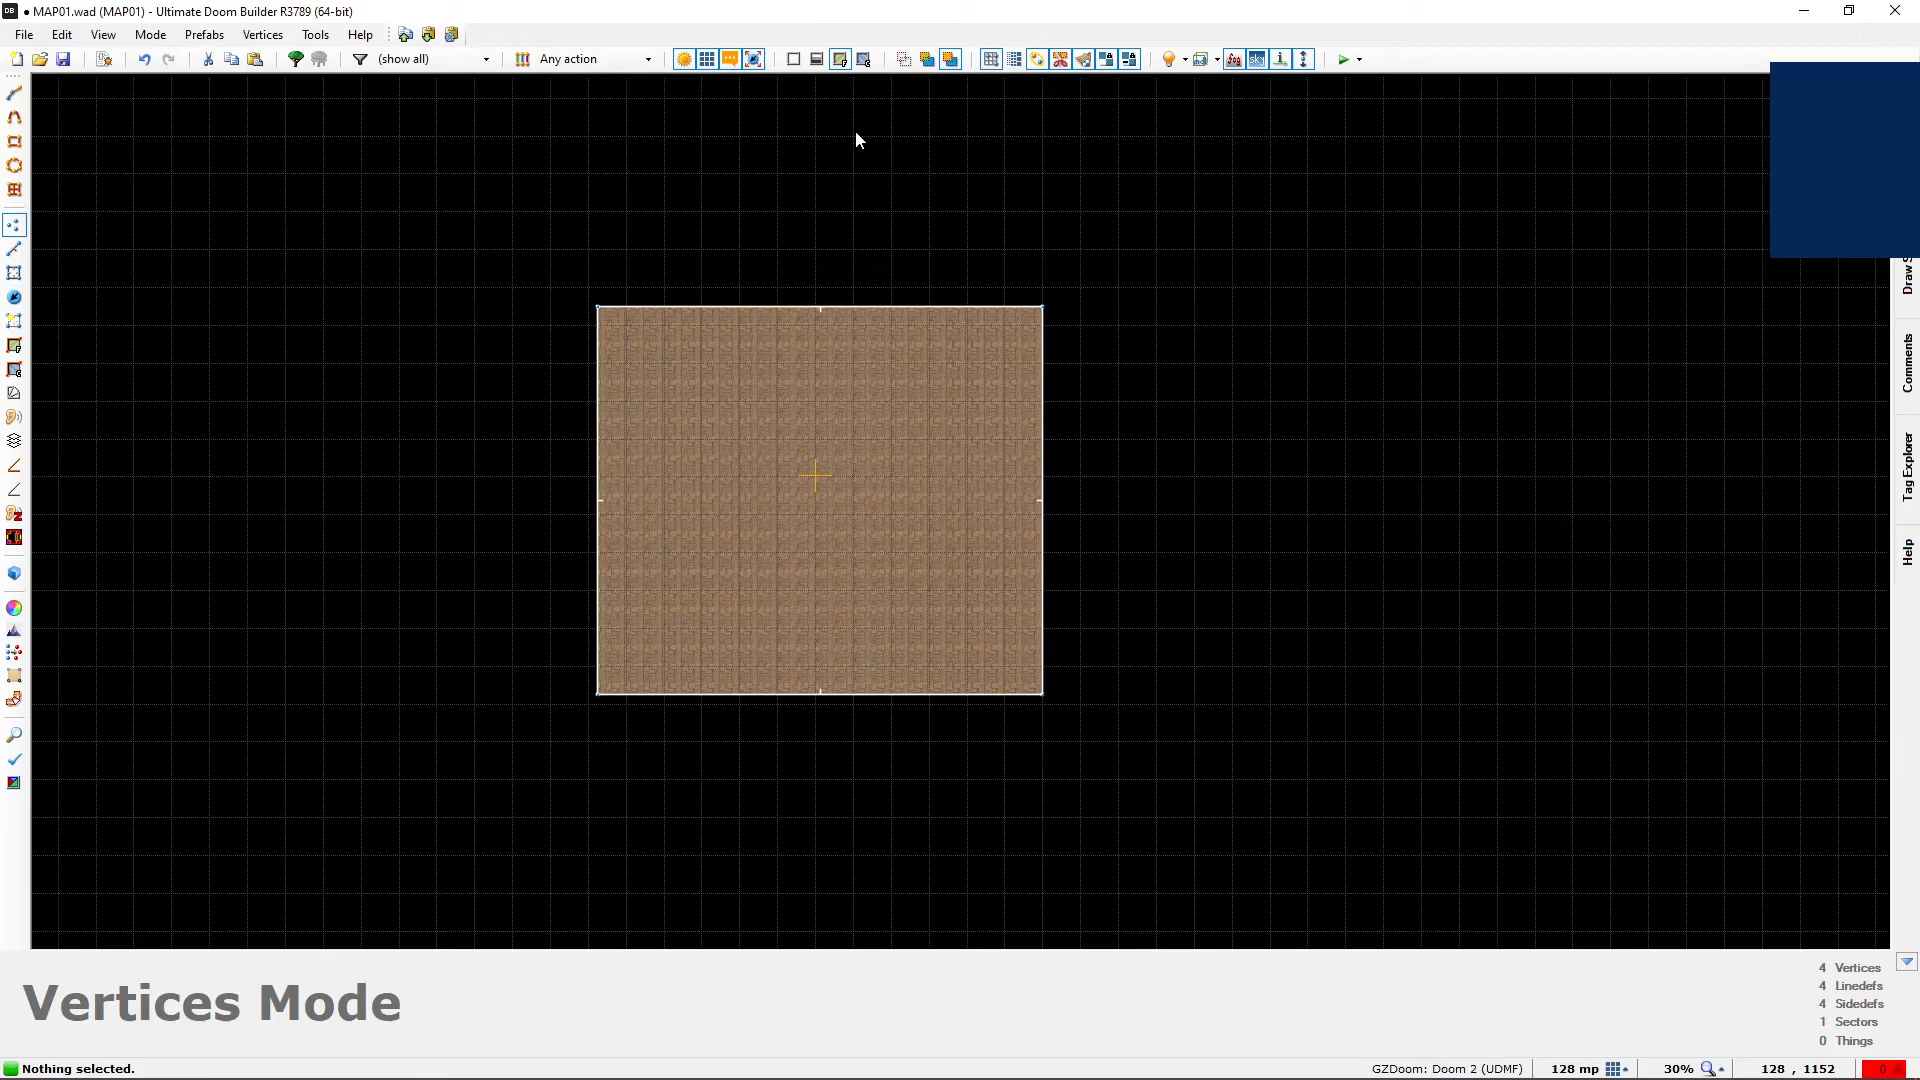 DB
• MAP01.wad (MAP01) - Ultimate Doom Builder R3789 (64-bit)
File Edit View Mode Prefabs Vertices Tools Help
(show all)
Any action
Draw
Comments
Tag Explorer
Help
Vertices Mode
4 Vertices
4 Linedefs
4 Sidedefs
1 Sectors
0 Things
Nothing selected.
GZDoom: Doom 2 (UDMF)
128 mp
30%
128 , 1152
0